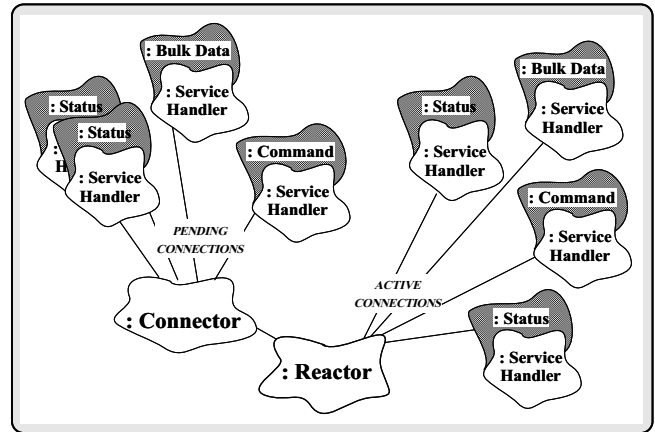 : Bulk Data
: Service
Handler
: Status
:
H
: Status
: Service
Handler
: Command
: Service
Handler
PENDING
CONNECTIONS
: Connector
: Status
: Service
Handler
: Bulk Data
: Service
Handler
: Command
: Service
Handler
ACTIVE
CONNECTIONS
: Status
: Service
Handler
: Reactor